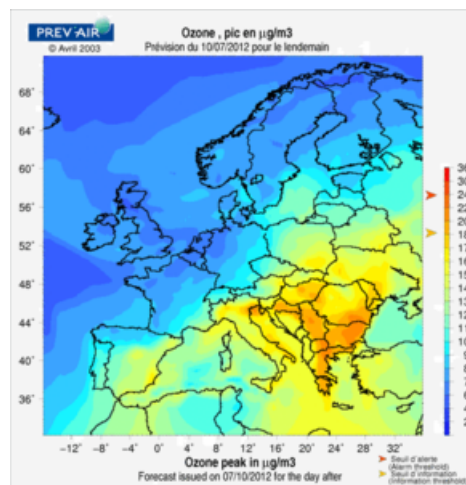 PREV'AIR
© Avril 2003
Ozone , pic en µg/m3
Prévision du 10/07/2012 pour le lendemain
68°
64°
60°
56°
52°
48°
44°
40°
36°
-12° -8° -4° 0° 4° 8° 12° 16° 20° 24° 28° 32°
Ozone peak in µg/m3
Forecast issued on 07/10/2012 for the day after
Seuil d'alerte
(Alarm threshold)
Seuil d'information
(Information threshold)